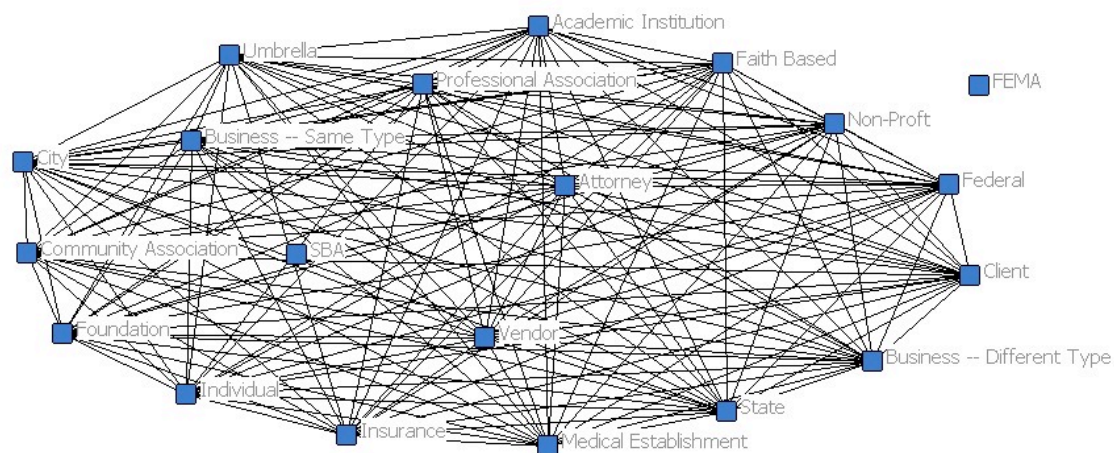 Academic Institution
Umbrella
Faith Based
Professional Association
FEMA
Non-Proft
Business -- Same Type
City
Attorney
Federal
Community Association
SBA
Client
Foundation
Vendor
Business -- Different Type
Individual
State
Insurance
Medical Establishment